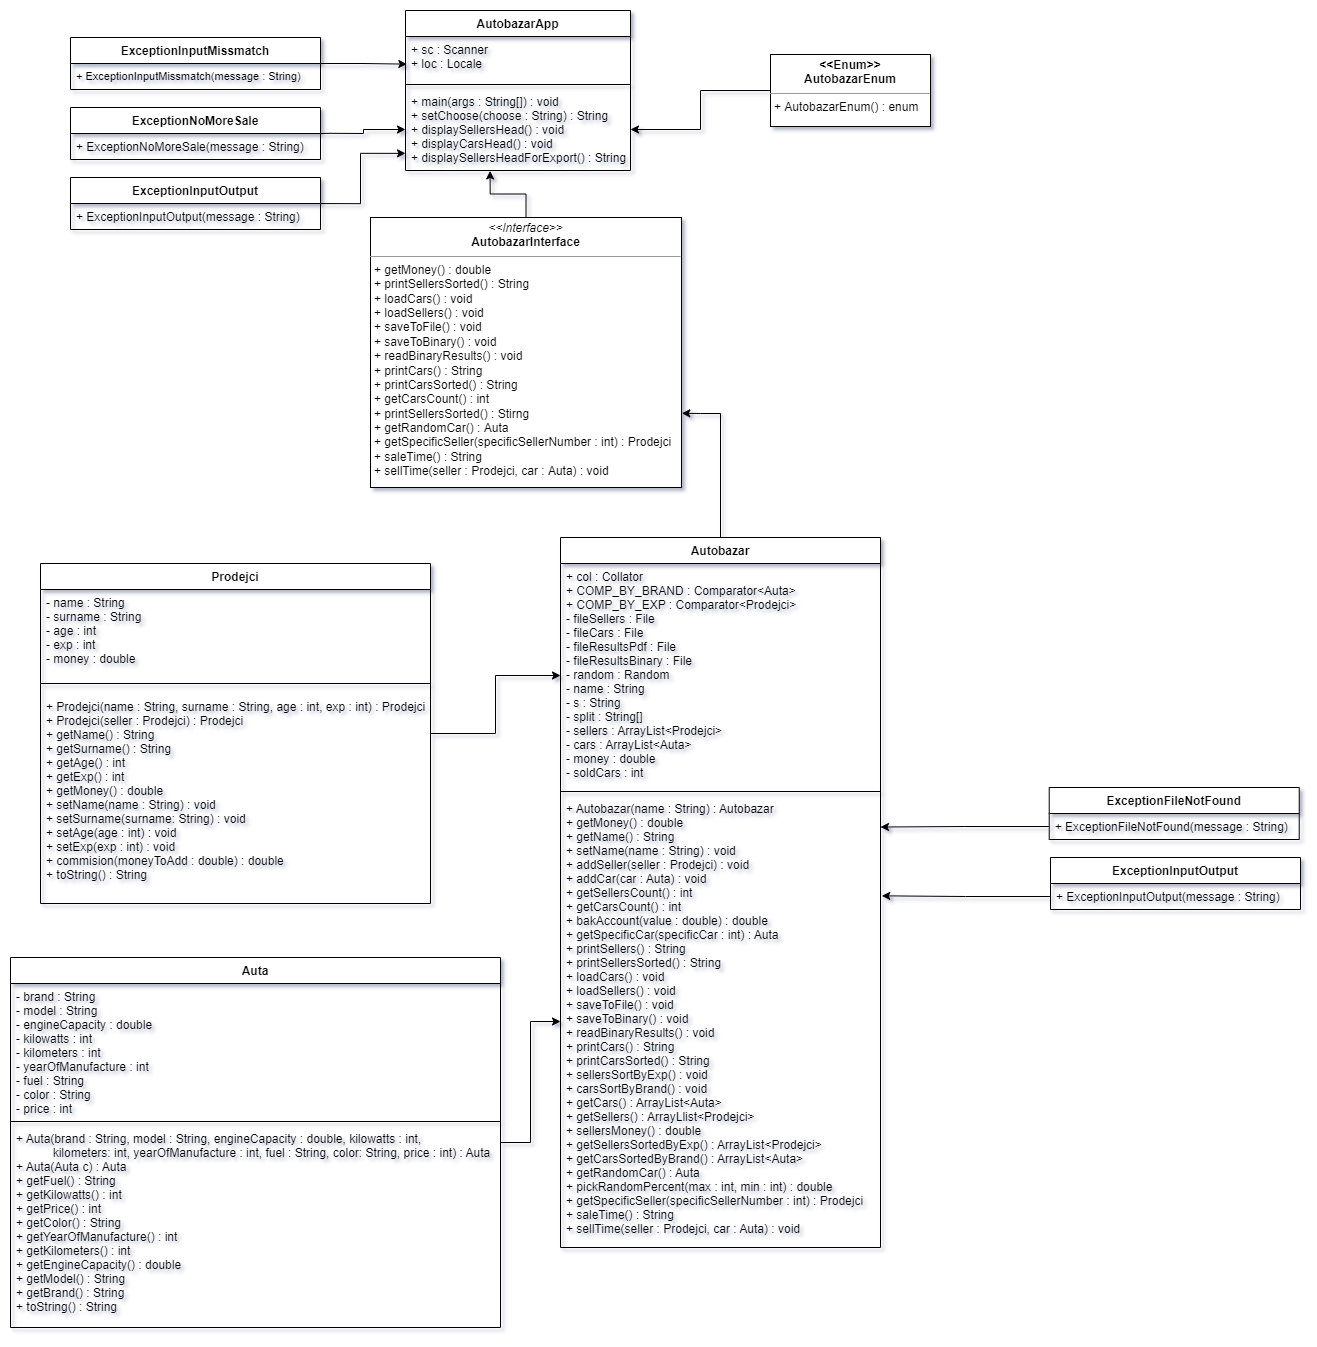 AutobazarApp
+ sc : Scanner
+ loc : Locale
+ main(args : String[]) : void
+ setChoose(choose : String) : String
+ displaySellersHead() : void
+ displayCarsHead() : void
+ displaySellersHeadForExport() : String
ExceptionInputMissmatch
+ ExceptionInputMissmatch(message : String)
ExceptionNoMoreSale
+ ExceptionNoMoreSale(message : String)
ExceptionInputOutput
+ ExceptionInputOutput(message : String)
<<Enum>>
AutobazarEnum
+ AutobazarEnum() : enum
<<Interface>>
AutobazarInterface
+ getMoney() : double
+ printSellersSorted() : String
+ loadCars() : void
+ loadSellers() : void
+ saveToFile() : void
+ saveToBinary() : void
+ readBinaryResults() : void
+ printCars() : String
+ printCarsSorted() : String
+ getCarsCount() : int
+ printSellersSorted() : Stirng
+ getRandomCar() : Auta
+ getSpecificSeller(specificSellerNumber : int) : Prodejci
+ saleTime() : String
+ sellTime(seller : Prodejci, car : Auta) : void
Prodejci
- name : String
- surname : String
- age : int
- exp : int
- money : double
+ Prodejci(name : String, surname : String, age : int, exp : int) : Prodejci
+ Prodejci(seller : Prodejci) : Prodejci
+ getName() : String
+ getSurname() : String
+ getAge() : int
+ getExp() : int
+ getMoney() : double
+ setName(name : String) : void
+ setSurname(surname: String) : void
+ setAge(age : int) : void
+ setExp(exp : int) : void
+ commision(moneyToAdd : double) : double
+ toString() : String
Autobazar
+ col : Collator
+ COMP_BY_BRAND : Comparator<Auta>
+ COMP_BY_EXP : Comparator<Prodejci>
- fileSellers : File
- fileCars : File
- fileResultsPdf : File
- fileResultsBinary : File
- random : Random
- name : String
- s : String
- split : String[]
- sellers : ArrayList<Prodejci>
- cars : ArrayList<Auta>
- money : double
- soldCars : int
+ Autobazar(name : String) : Autobazar
+ getMoney() : double
+ getName() : String
+ setName(name : String) : void
+ addSeller(seller : Prodejci) : void
+ addCar(car : Auta) : void
+ getSellersCount() : int
+ getCarsCount() : int
+ bakAccount(value : double) : double
+ getSpecificCar(specificCar : int) : Auta
+ printSellers() : String
+ printSellersSorted() : String
+ loadCars() : void
+ loadSellers() : void
+ saveToFile() : void
+ saveToBinary() : void
+ readBinaryResults() : void
+ printCars() : String
+ printCarsSorted() : String
+ sellersSortByExp() : void
+ carsSortByBrand() : void
+ getCars() : ArrayList<Auta>
+ getSellers() : ArrayLlist<Prodejci>
+ sellersMoney() : double
+ getSellersSortedByExp() : ArrayList<Prodejci>
+ getCarsSortedByBrand() : ArrayList<Auta>
+ getRandomCar() : Auta
+ pickRandomPercent(max : int, min : int) : double
+ getSpecificSeller(specificSellerNumber : int) : Prodejci
+ saleTime() : String
+ sellTime(seller : Prodejci, car : Auta) : void
ExceptionFileNotFound
+ ExceptionFileNotFound(message : String)
ExceptionInputOutput
+ ExceptionInputOutput(message : String)
Auta
- brand : String
- model : String
- engineCapacity : double
- kilowatts : int
- kilometers : int
- yearOfManufacture : int
- fuel : String
- color : String
- price : int
+ Auta(brand : String, model : String, engineCapacity : double, kilowatts : int,
kilometers: int, yearOfManufacture : int, fuel : String, color: String, price : int) : Auta
+ Auta(Auta c) : Auta
+ getFuel() : String
+ getKilowatts() : int
+ getPrice() : int
+ getColor() : String
+ getYearOfManufacture() : int
+ getKilometers() : int
+ getEngineCapacity() : double
+ getModel() : String
+ getBrand() : String
+ toString() : String